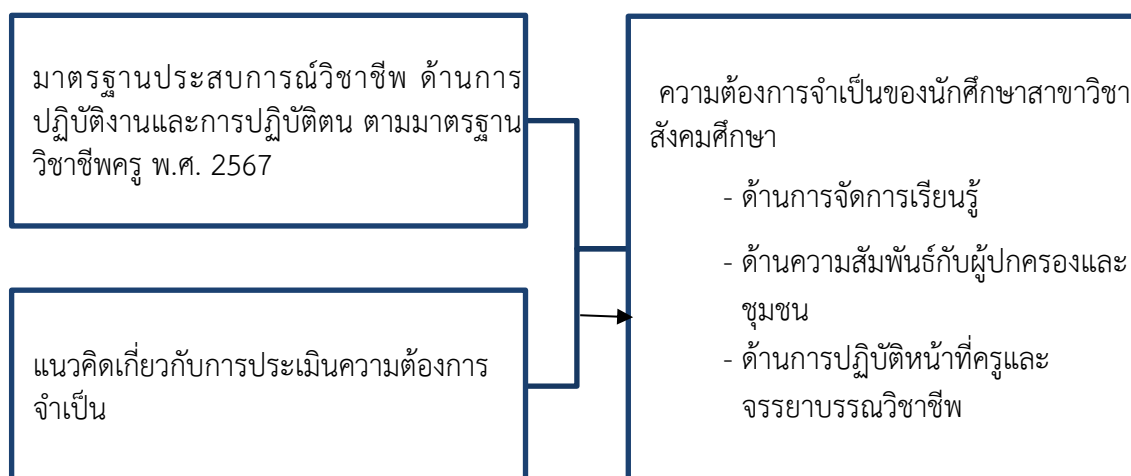 มาตรฐานประสบการณ์วิชาชีพ ด้านการ
ปฏิบัติงานและการปฏิบัติตน ตามมาตรฐาน
วิชาชีพครู พ.ศ. 2567
แนวคิดเกี่ยวกับการประเมินความต้องการ
จำเป็น
ความต้องการจำเป็นของนักศึกษาสาขาวิชา
สังคมศึกษา
- ด้านการจัดการเรียนรู้
- ด้านความสัมพันธ์กับผู้ปกครองและ
ชุมชน
- ด้านการปฏิบัติหน้าที่ครูและ
จรรยาบรรณวิชาชีพ